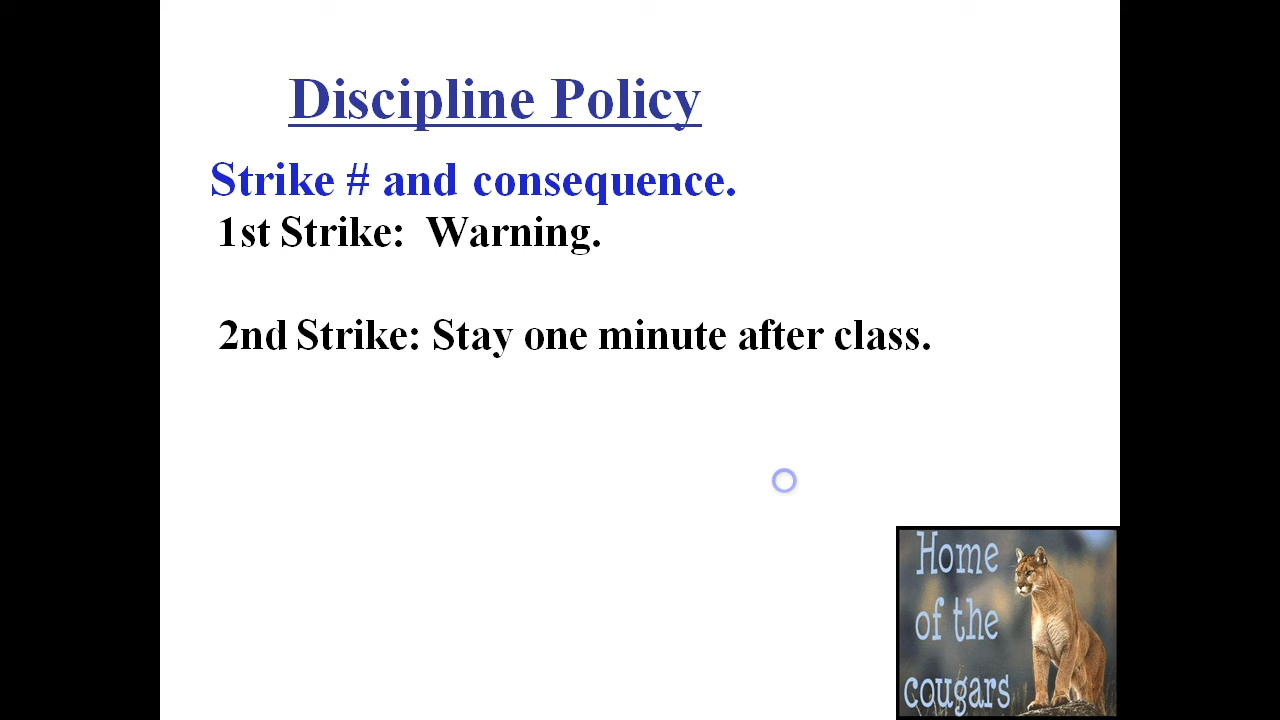 Discipline Policy
Strike # and consequence.
1st Strike: Warning.
2nd Strike: Stay one minute after class.
Home
of the
cougars